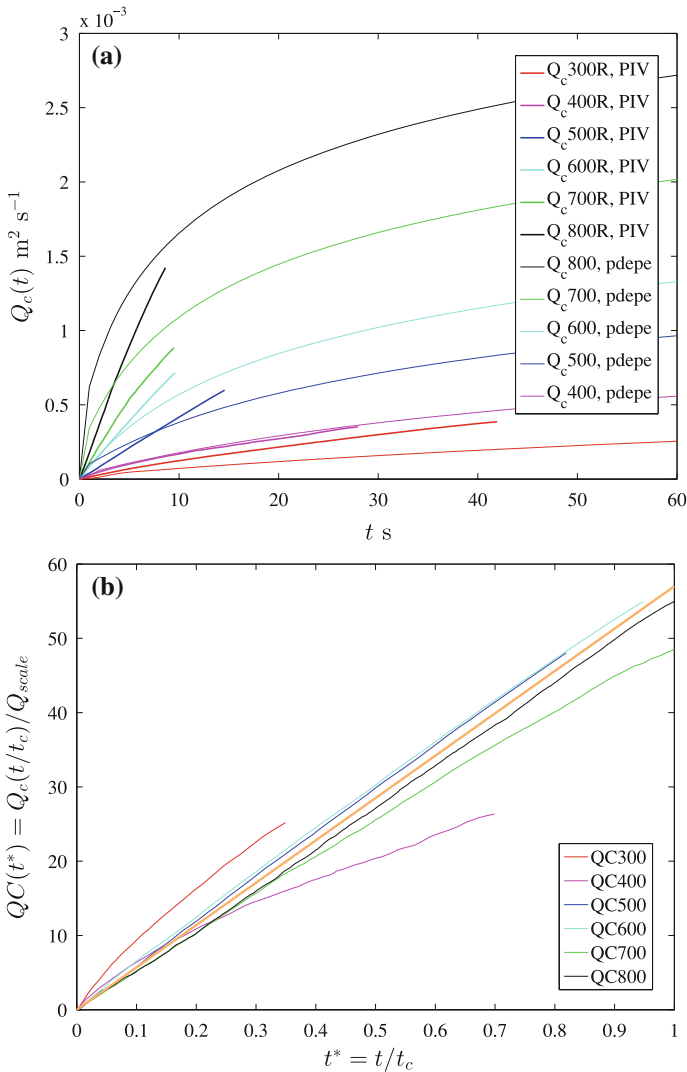 x 10⁻³
(a)
3
2.5
2
1.5
1
0.5
0
Q_c(t) m² s⁻¹
Q_c300R, PIV
Q_c400R, PIV
Q_c500R, PIV
Q_c600R, PIV
Q_c700R, PIV
Q_c800R, PIV
Q_c800, pdepe
Q_c700, pdepe
Q_c600, pdepe
Q_c500, pdepe
Q_c400, pdepe
0 10 20 30 40 50 60
t s
(b)
60
50
40
30
20
10
0
QC(t*) = Q_c(t/t_c)/Q_scale
QC300
QC400
QC500
QC600
QC700
QC800
0 0.1 0.2 0.3 0.4 0.5 0.6 0.7 0.8 0.9 1
t* = t/t_c